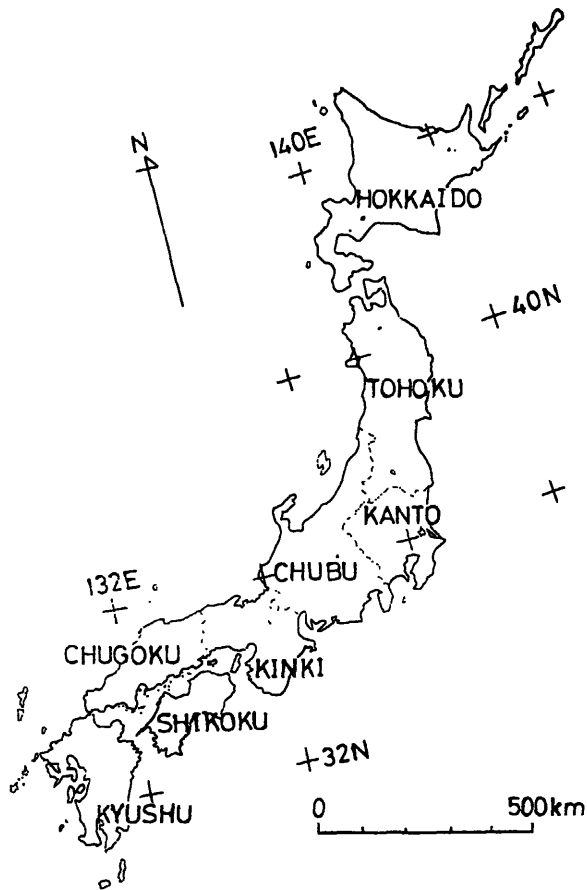 N
140E
HOKKAIDO
40N
TOHOKU
KANTO
CHUBU
132E
CHUGOKU
KINKI
SHIKOKU
32N
KYUSHU
0 500km